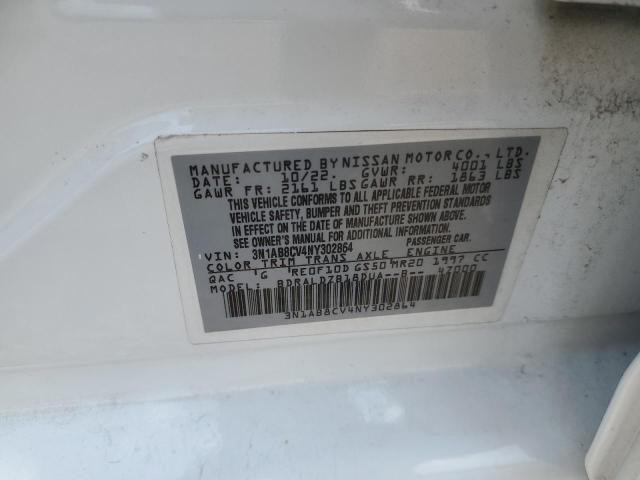 MANUFACTURED BY NISSAN MOTOR CO., LTD.
DATE: 10/22 GVWR: 4001 LBS
GAWR FR: 2161 LBS GAWR RR: 1863 LBS
THIS VEHICLE CONFORMS TO ALL APPLICABLE FEDERAL MOTOR
VEHICLE SAFETY, BUMPER AND THEFT PREVENTION STANDARDS
IN EFFECT ON THE DATE OF MANUFACTURE SHOWN ABOVE.
SEE OWNER'S MANUAL.
VIN: 3N1AB8CV4NY302864 PASSENGER CAR
COLOR TRIM TRANS AXLE ENGINE
QAC G RE0F10D GS50 MR20 1997 CC
MODEL: BDRALDZB18DUA--B-- 47000
3N1AB8CV4NY302864